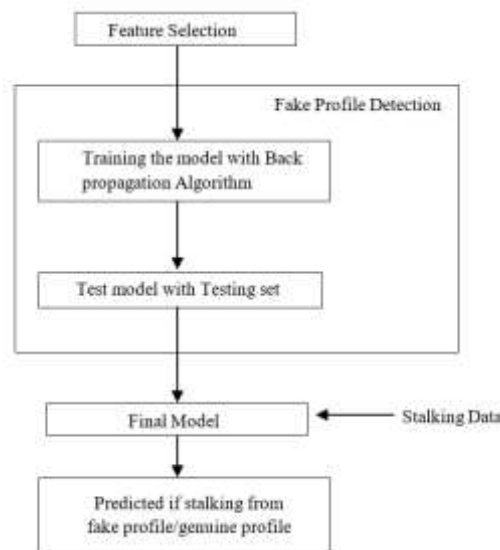 Feature Selection
Fake Profile Detection
Training the model with Back
propagation Algorithm
Test model with Testing set
Final Model
Stalking Data
Predicted if stalking from
fake profile/genuine profile